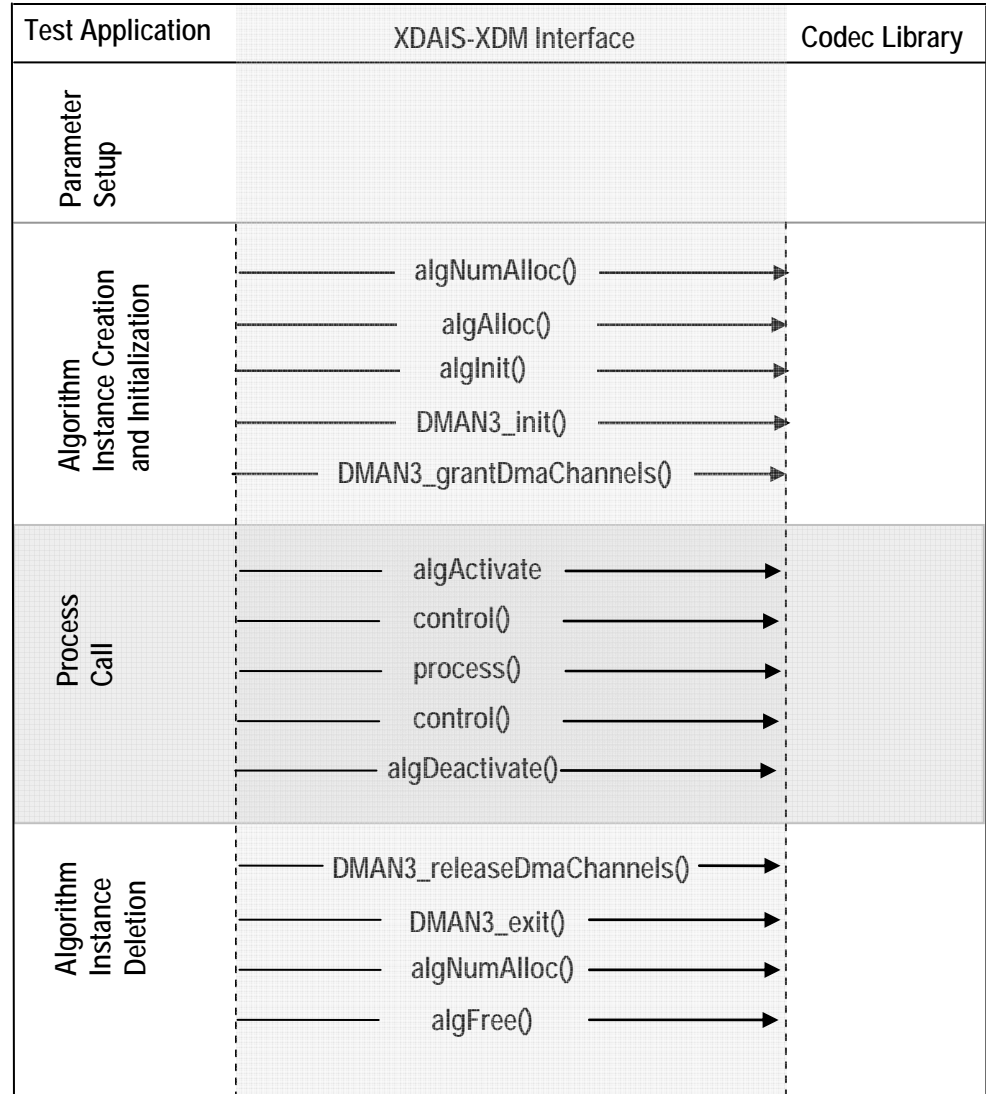 Test Application
XDAIS-XDM Interface
Codec Library
Parameter
Setup
Algorithm
Instance Creation
and Initialization
algNumAlloc()
algAlloc()
algInit()
DMAN3_init()
DMAN3_grantDmaChannels()
Process
Call
algActivate
control()
process()
control()
algDeactivate()
Algorithm
Instance
Deletion
DMAN3_releaseDmaChannels()
DMAN3_exit()
algNumAlloc()
algFree()